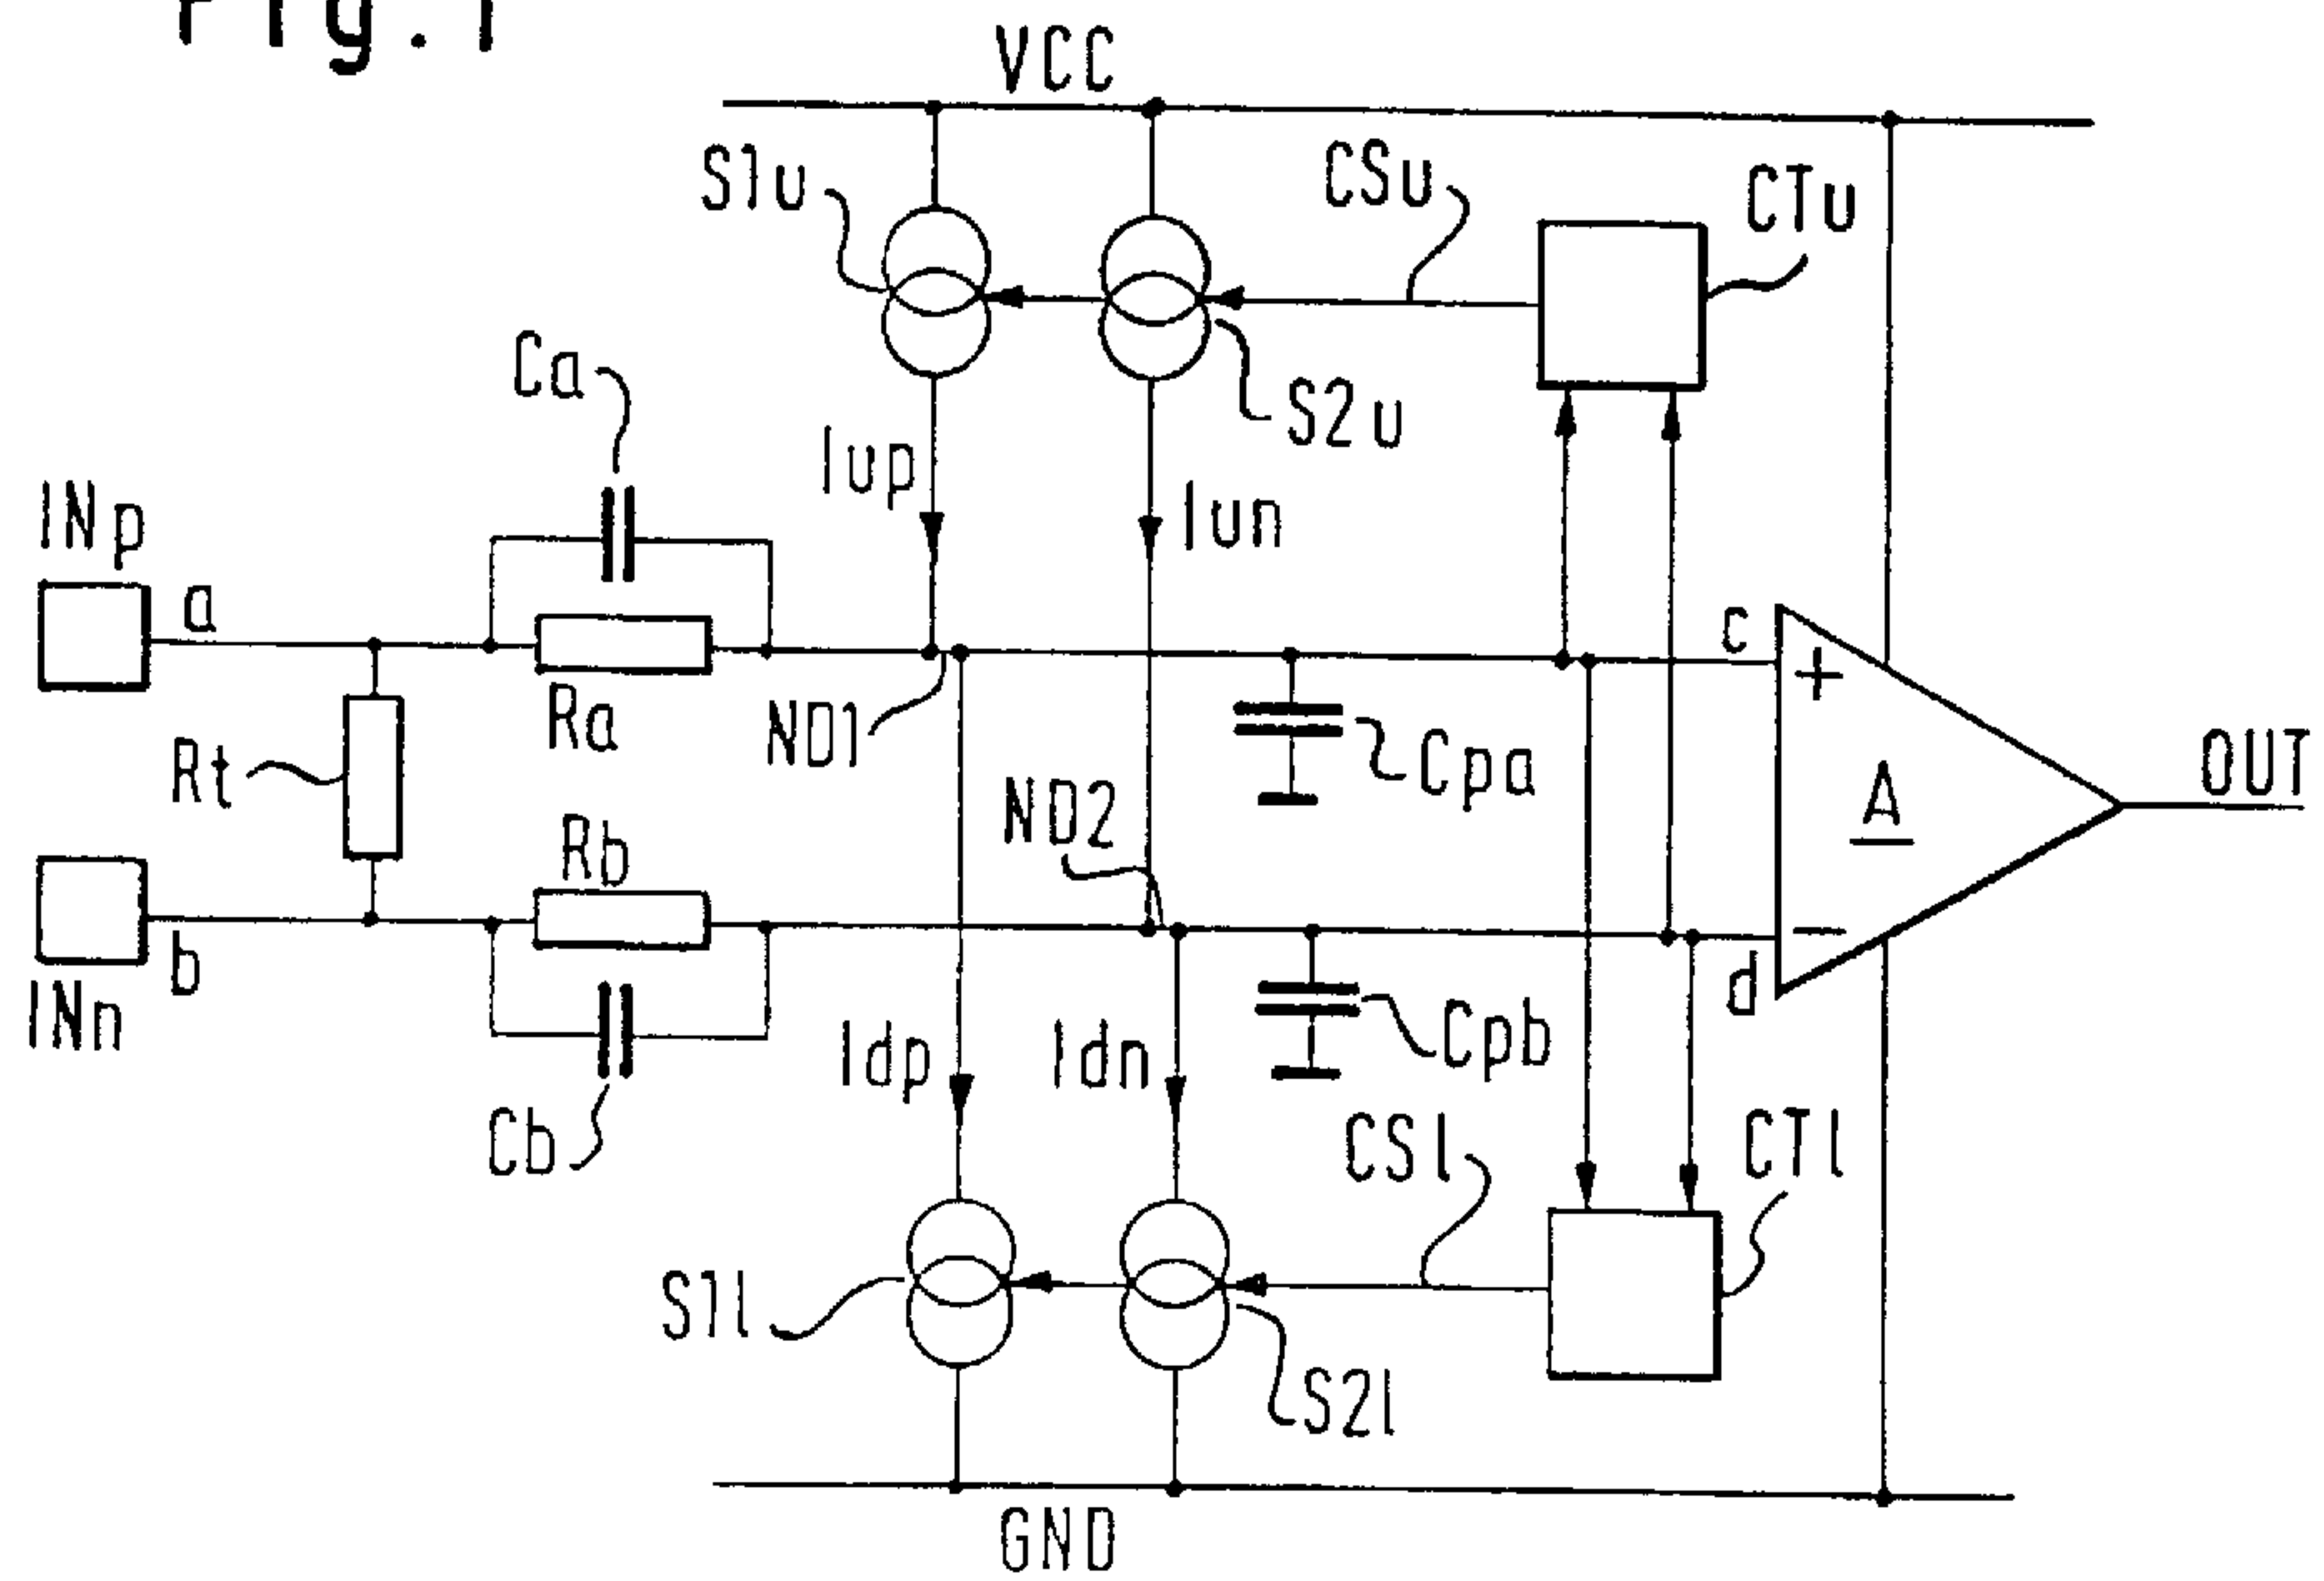 Fig.1
VCC
S1u
CSu
CTu
Ca
S2u
Iup
INp
Iun
a
c
+
Ra
ND1
Rt
Cpa
OUT
ND2
A
Rb
b
−
d
INn
Idp
Idn
Cpb
Cb
CSl
CTl
S1l
S2l
GND